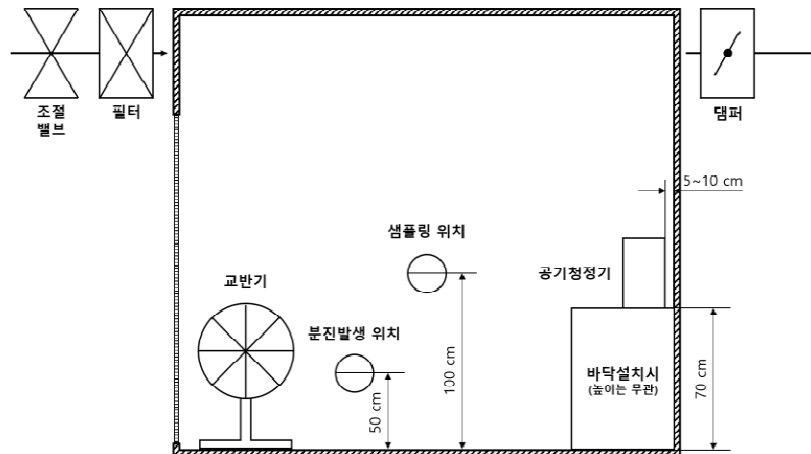 조절
밸브
필터
댐퍼
5~10 cm
샘플링 위치
공기청정기
교반기
분진발생 위치
100 cm
50 cm
바닥설치시
(높이는 무관)
70 cm